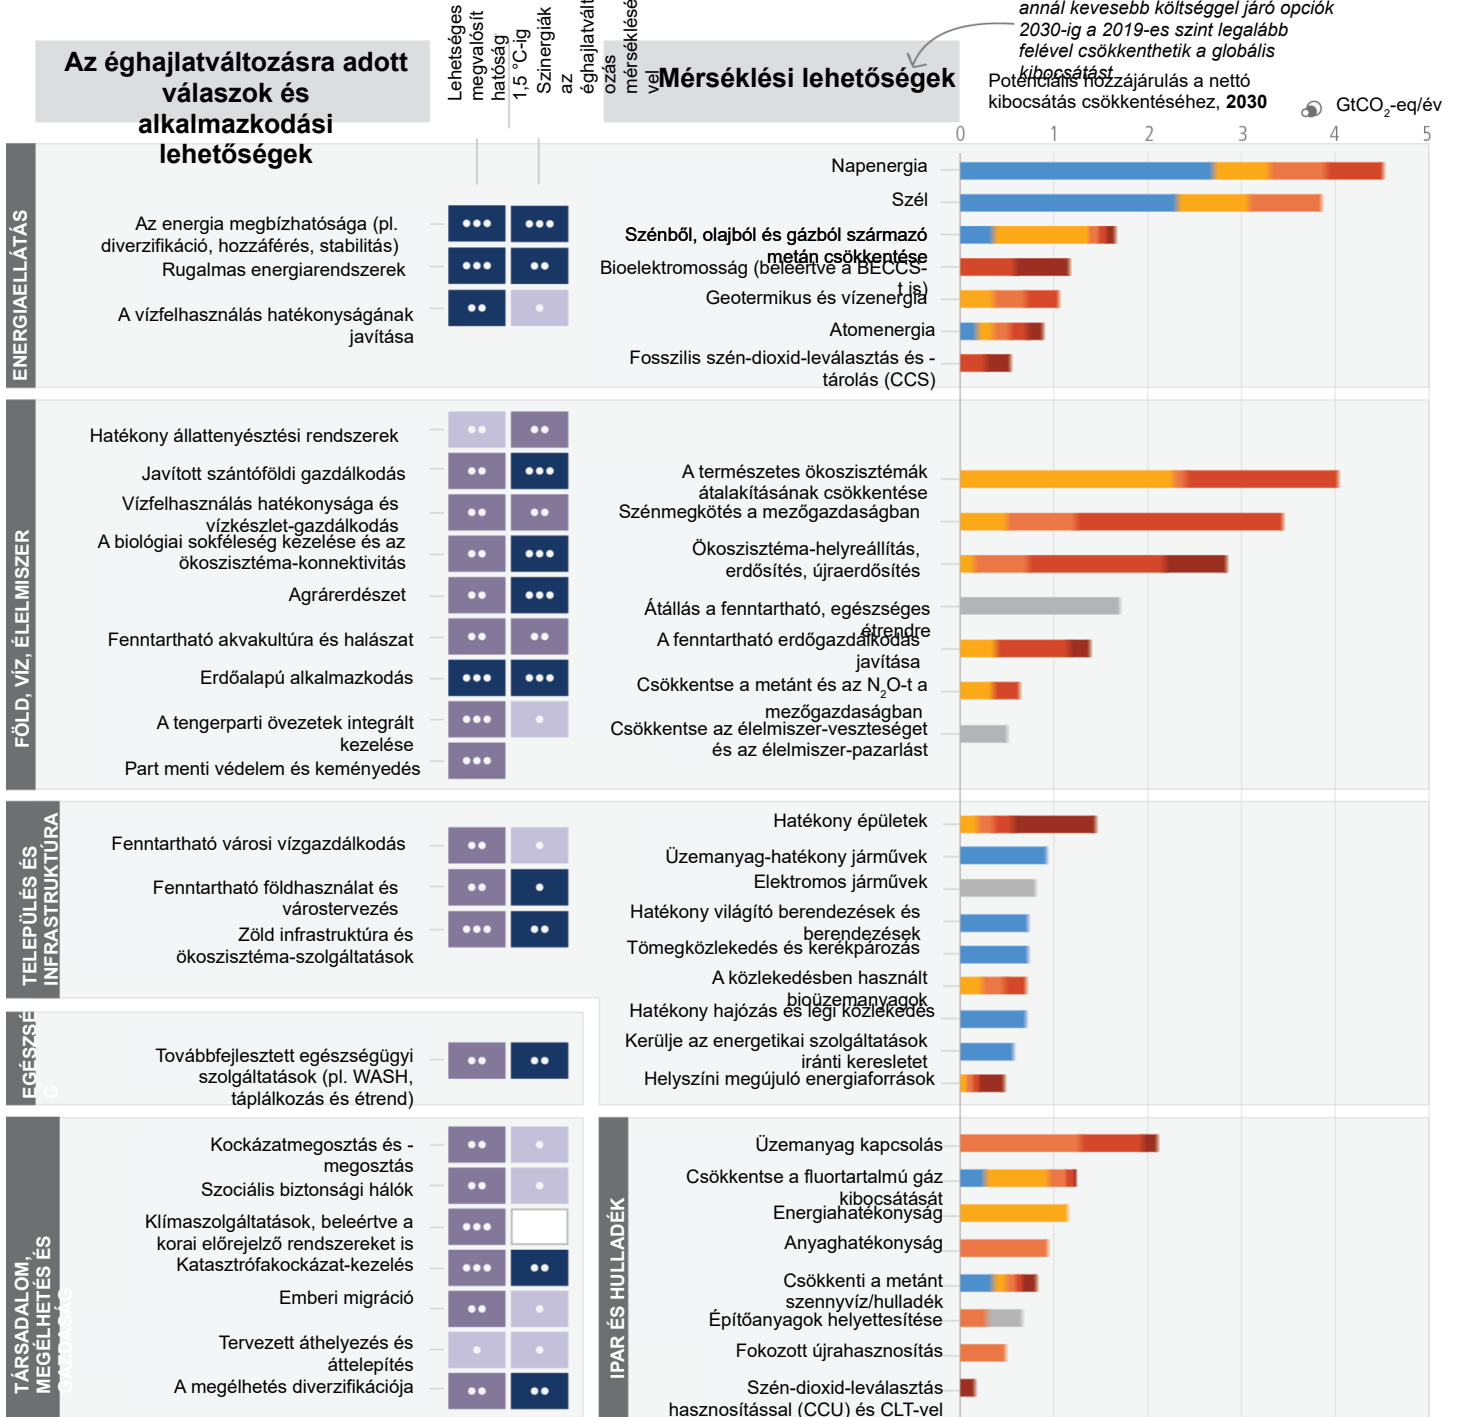 annál kevesebb költséggel járó opciók
2030-ig a 2019-es szint legalább
felével csökkenthetik a globális
kibocsátást
Az éghajlatváltozásra adott
válaszok és
alkalmazkodási
lehetőségek
Lehetséges
megvalósít
hatóság
1,5 °C-ig
Szinergiák
az
éghajlatvált
ozás
mérséklésé
vel
Mérséklési lehetőségek
Potenciális hozzájárulás a nettó
kibocsátás csökkentéséhez, 2030
GtCO2-eq/év
0 1 2 3 4 5
ENERGIAELLÁTÁS
Az energia megbízhatósága (pl.
diverzifikáció, hozzáférés, stabilitás)
Rugalmas energiarendszerek
A vízfelhasználás hatékonyságának
javítása
Napenergia
Szél
Szénből, olajból és gázból származó
metán csökkentése
Bioelektromosság (beleértve a BECCS-
t is)
Geotermikus és vízenergia
Atomenergia
Fosszilis szén-dioxid-leválasztás és -
tárolás (CCS)
FÖLD, VÍZ, ÉLELMISZER
Hatékony állattenyésztési rendszerek
Javított szántóföldi gazdálkodás
Vízfelhasználás hatékonysága és
vízkészlet-gazdálkodás
A biológiai sokféleség kezelése és az
ökoszisztéma-konnektivitás
Agrárerdészet
Fenntartható akvakultúra és halászat
Erdőalapú alkalmazkodás
A tengerparti övezetek integrált
kezelése
Part menti védelem és keményedés
A természetes ökoszisztémák
átalakításának csökkentése
Szénmegkötés a mezőgazdaságban
Ökoszisztéma-helyreállítás,
erdősítés, újraerdősítés
Átállás a fenntartható, egészséges
étrendre
A fenntartható erdőgazdálkodás
javítása
Csökkentse a metánt és az N2O-t a
mezőgazdaságban
Csökkentse az élelmiszer-veszteséget
és az élelmiszer-pazarlást
TELEPÜLÉS ÉS
INFRASTRUKTÚRA
Fenntartható városi vízgazdálkodás
Fenntartható földhasználat és
várostervezés
Zöld infrastruktúra és
ökoszisztéma-szolgáltatások
Hatékony épületek
Üzemanyag-hatékony járművek
Elektromos járművek
Hatékony világító berendezések és
berendezések
Tömegközlekedés és kerékpározás
A közlekedésben használt
bioüzemanyagok
Hatékony hajózás és légi közlekedés
Kerülje az energetikai szolgáltatások
iránti keresletet
Helyszíni megújuló energiaforrások
EGÉSZSÉ
G
Továbbfejlesztett egészségügyi
szolgáltatások (pl. WASH,
táplálkozás és étrend)
TÁRSADALOM,
MEGÉLHETÉS ÉS
GAZDASÁG
Kockázatmegosztás és -
megosztás
Szociális biztonsági hálók
Klímaszolgáltatások, beleértve a
korai előrejelző rendszereket is
Katasztrófakockázat-kezelés
Emberi migráció
Tervezett áthelyezés és
áttelepítés
A megélhetés diverzifikációja
IPAR ÉS HULLADÉK
Üzemanyag kapcsolás
Csökkentse a fluortartalmú gáz
kibocsátását
Energiahatékonyság
Anyaghatékonyság
Csökkenti a metánt
szennyvíz/hulladék
Építőanyagok helyettesítése
Fokozott újrahasznosítás
Szén-dioxid-leválasztás
hasznosítással (CCU) és CLT-vel